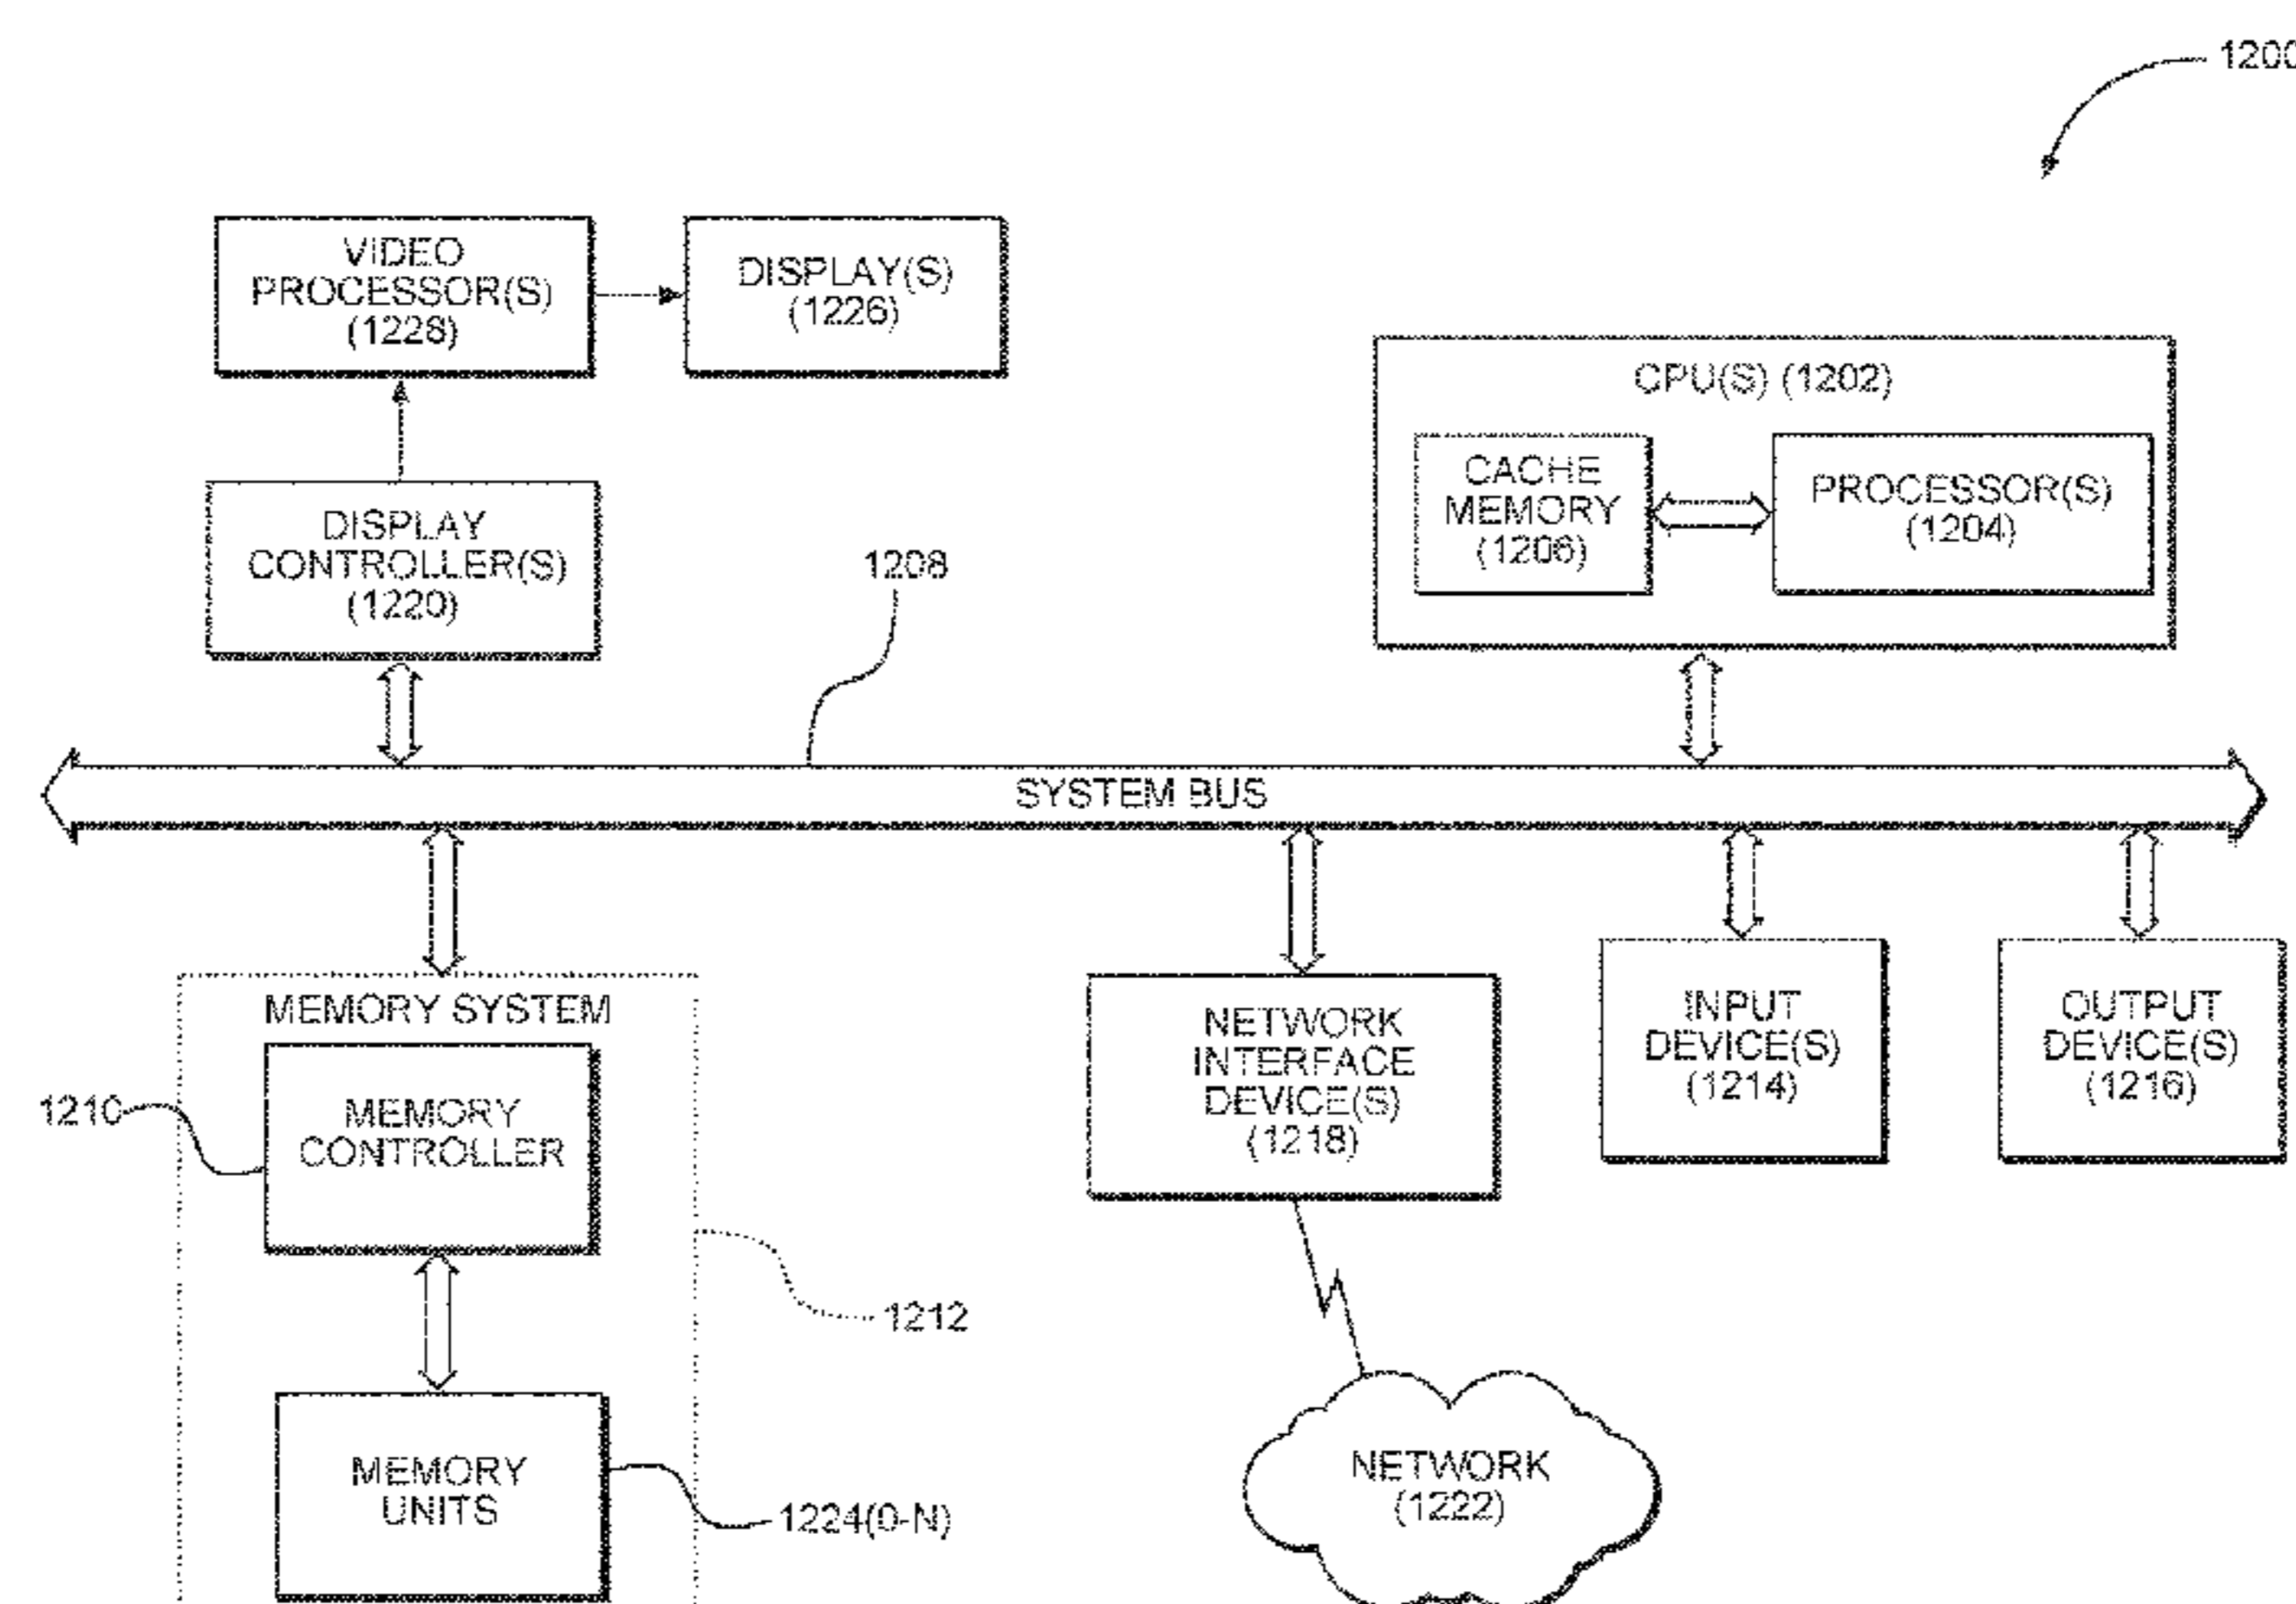 1200
VIDEO
PROCESSOR(S)
(1228)
DISPLAY(S)
(1226)
CPU(S) (1202)
CACHE
MEMORY
(1206)
PROCESSOR(S)
(1204)
DISPLAY
CONTROLLER(S)
(1220)
1208
SYSTEM BUS
MEMORY SYSTEM
1210
MEMORY
CONTROLLER
NETWORK
INTERFACE
DEVICE(S)
(1218)
INPUT
DEVICE(S)
(1214)
OUTPUT
DEVICE(S)
(1216)
1212
MEMORY
UNITS
1224(0-N)
NETWORK
(1222)